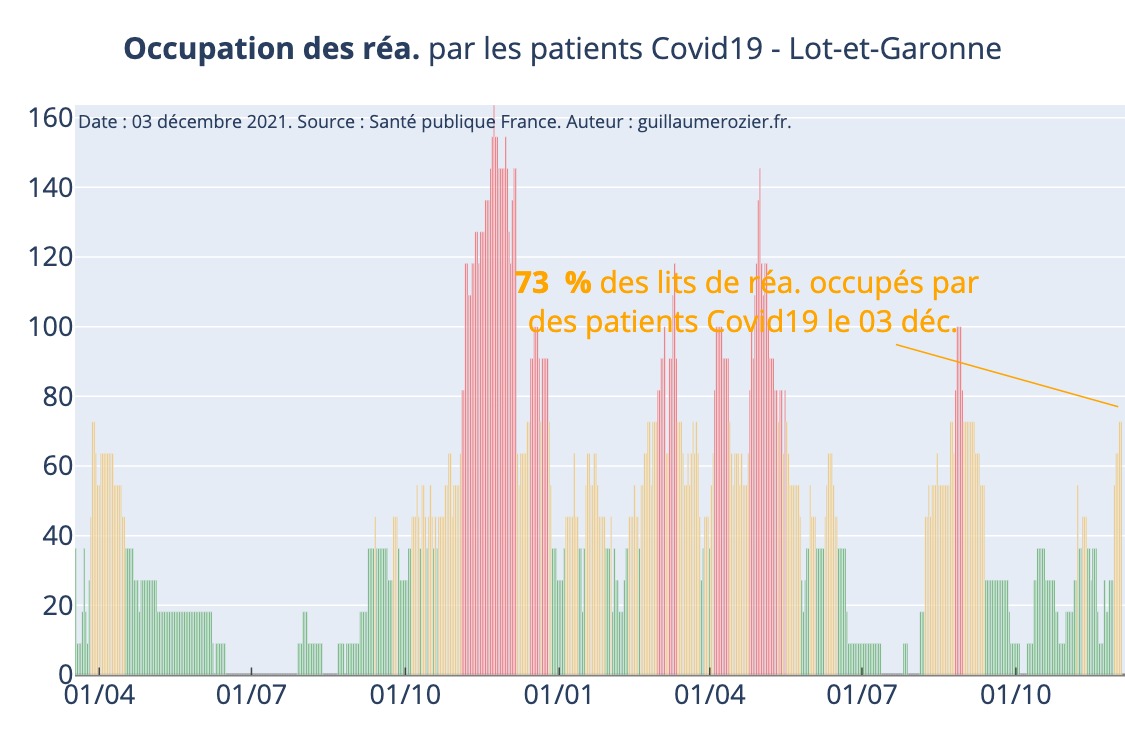 Occupation des réa. par les patients Covid19 - Lot-et-Garonne
160
Date : 03 décembre 2021. Source : Santé publique France. Auteur : guillaumerozier.fr.
140
120
73  % des lits de réa. occupés par
des patients Covid19 le 03 déc.
100
80
60
40
20
0
01/04 01/07 01/10 01/01 01/04 01/07 01/10